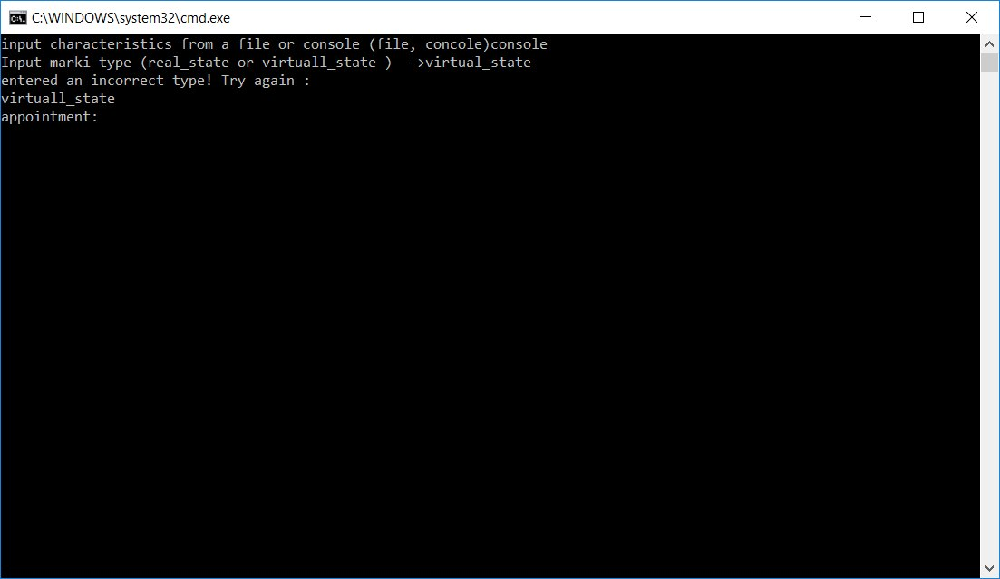 C:\WINDOWS\system32\cmd.exe
input characteristics from a file or console (file, concole)console
Input marki type (real_state or virtuall_state )  ->virtual_state
entered an incorrect type! Try again :
virtuall_state
appointment: